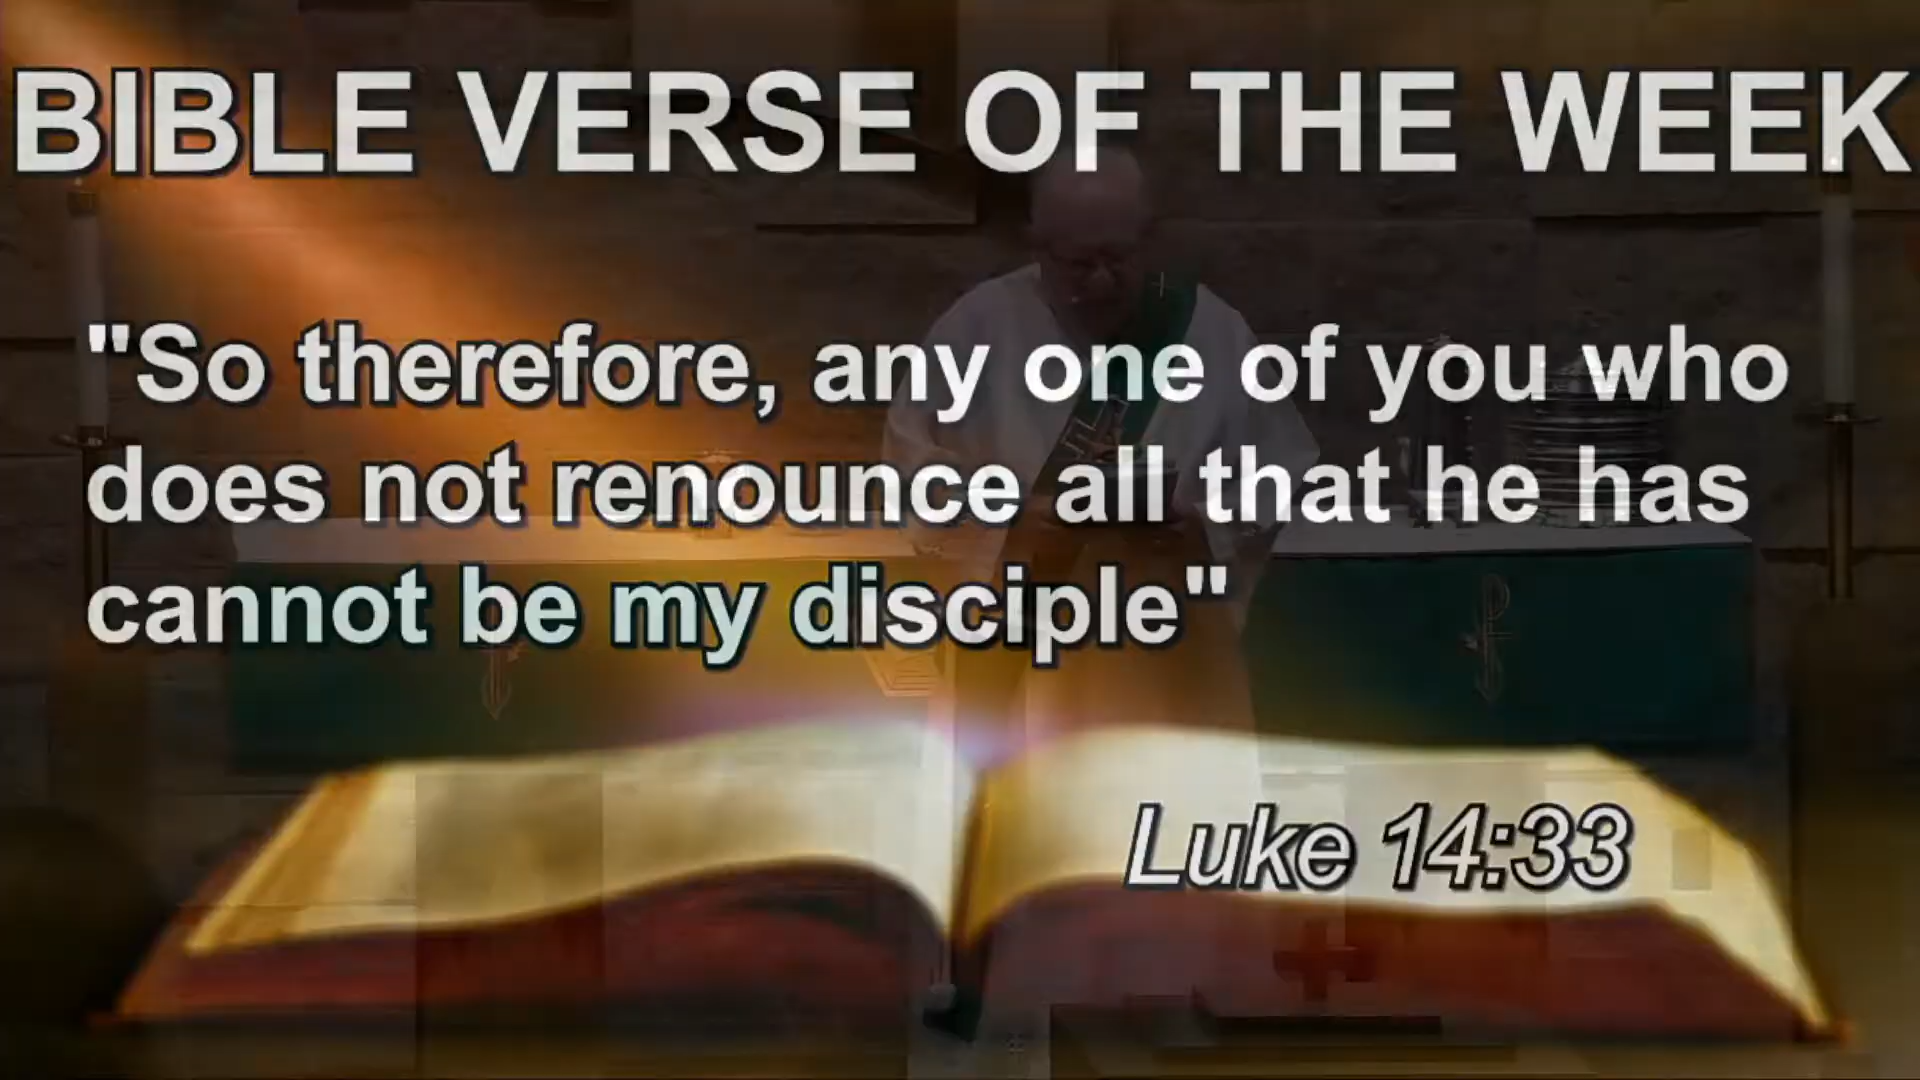 BIBLE VERSE OF THE WEEK
"So therefore, any one of you who
does not renounce all that he has
cannot be my disciple"
Luke 14:33